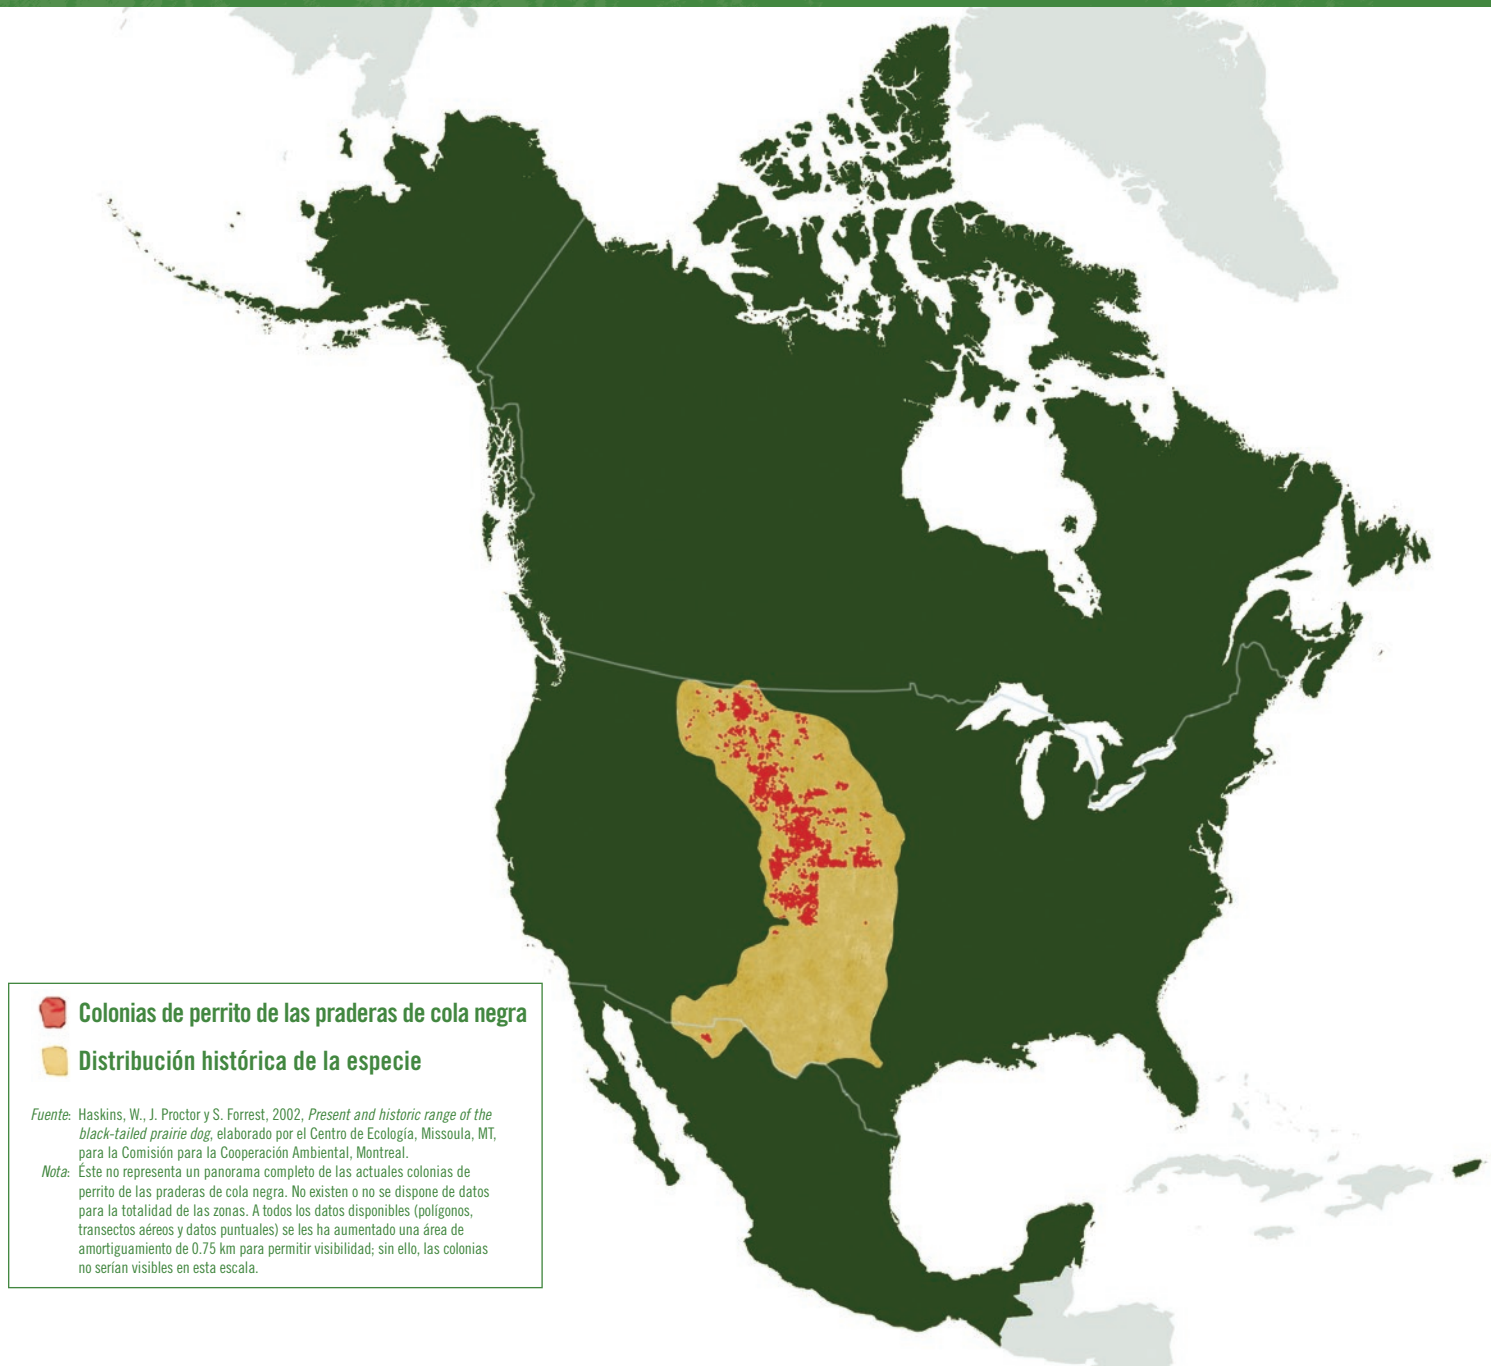 Colonias de perrito de las praderas de cola negra
Distribución histórica de la especie
Fuente: Haskins, W., J. Proctor y S. Forrest, 2002, Present and historic range of the
black-tailed prairie dog, elaborado por el Centro de Ecología, Missoula, MT,
para la Comisión para la Cooperación Ambiental, Montreal.
Nota: Éste no representa un panorama completo de las actuales colonias de
perrito de las praderas de cola negra. No existen o no se dispone de datos
para la totalidad de las zonas. A todos los datos disponibles (polígonos,
transectos aéreos y datos puntuales) se les ha aumentado una área de
amortiguamiento de 0.75 km para permitir visibilidad; sin ello, las colonias
no serían visibles en esta escala.